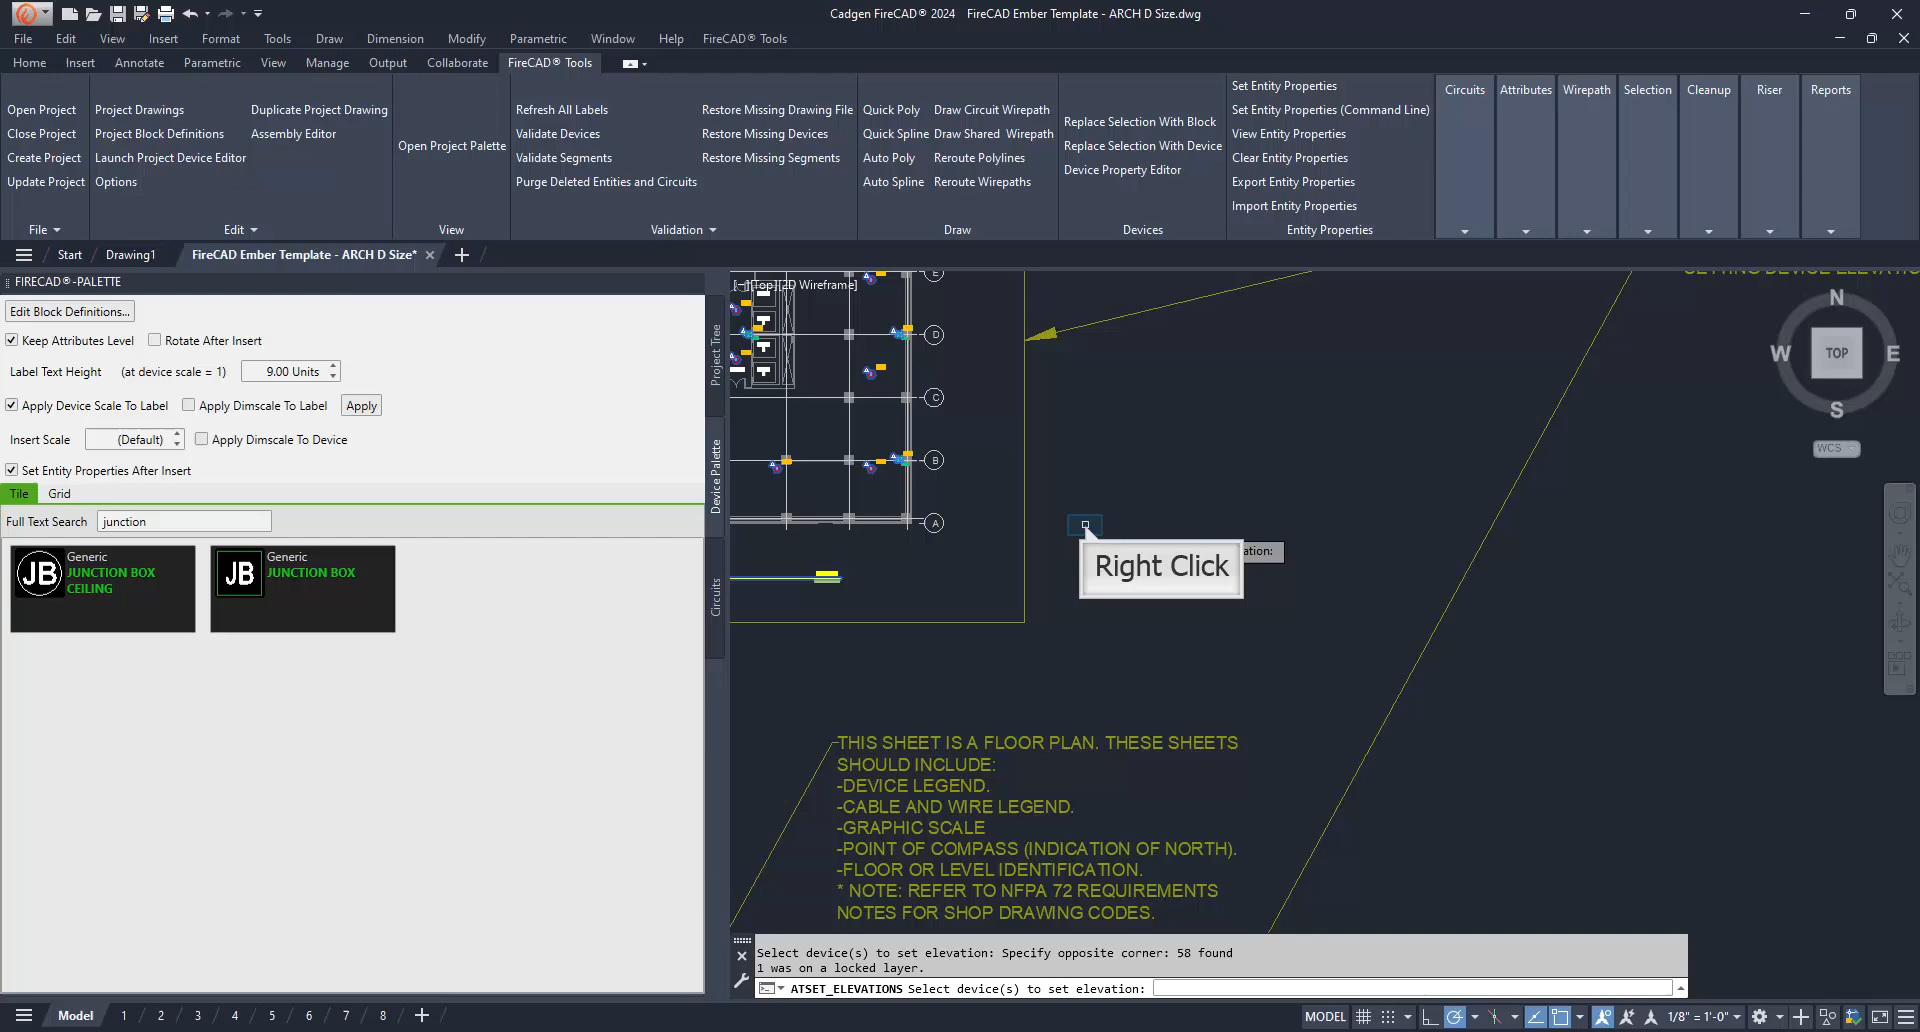 Cadgen FireCAD® 2024 FireCAD Ember Template - ARCH D Size.dwg
File Edit View Insert Format Tools Draw Dimension Modify Parametric Window Help FireCAD® Tools
Home Insert Annotate Parametric View Manage Output Collaborate FireCAD® Tools
Open Project
Close Project
Create Project
Update Project
File
Project Drawings
Project Block Definitions
Launch Project Device Editor
Options
Duplicate Project Drawing
Assembly Editor
Edit
Open Project Palette
View
Refresh All Labels
Validate Devices
Validate Segments
Purge Deleted Entities and Circuits
Restore Missing Drawing File
Restore Missing Devices
Restore Missing Segments
Validation
Quick Poly
Quick Spline
Auto Poly
Auto Spline
Draw Circuit Wirepath
Draw Shared Wirepath
Reroute Polylines
Reroute Wirepaths
Draw
Replace Selection With Block
Replace Selection With Device
Device Property Editor
Devices
Set Entity Properties
Set Entity Properties (Command Line)
View Entity Properties
Clear Entity Properties
Export Entity Properties
Import Entity Properties
Entity Properties
Circuits
Attributes
Wirepath
Selection
Cleanup
Riser
Reports
Start Drawing1 FireCAD Ember Template - ARCH D Size*
FIRECAD®-PALETTE
Edit Block Definitions...
Keep Attributes Level Rotate After Insert
Label Text Height (at device scale = 1) 9.00 Units
Apply Device Scale To Label Apply Dimscale To Label Apply
Insert Scale (Default) Apply Dimscale To Device
Set Entity Properties After Insert
Tile Grid
Full Text Search junction
JB
Generic
JUNCTION BOX
CEILING
JB
Generic
JUNCTION BOX
Project Tree
Device Palette
Circuits
[−][Top][2D Wireframe]
E
D
C
B
A
N
W TOP E
S
WCS
Right Click
ation:
THIS SHEET IS A FLOOR PLAN. THESE SHEETS
SHOULD INCLUDE:
-DEVICE LEGEND.
-CABLE AND WIRE LEGEND.
-GRAPHIC SCALE
-POINT OF COMPASS (INDICATION OF NORTH).
-FLOOR OR LEVEL IDENTIFICATION.
* NOTE: REFER TO NFPA 72 REQUIREMENTS
NOTES FOR SHOP DRAWING CODES.
Select device(s) to set elevation: Specify opposite corner: 58 found
1 was on a locked layer.
ATSET_ELEVATIONS Select device(s) to set elevation:
Model 1 2 3 4 5 6 7 8
MODEL 1/8" = 1'-0"